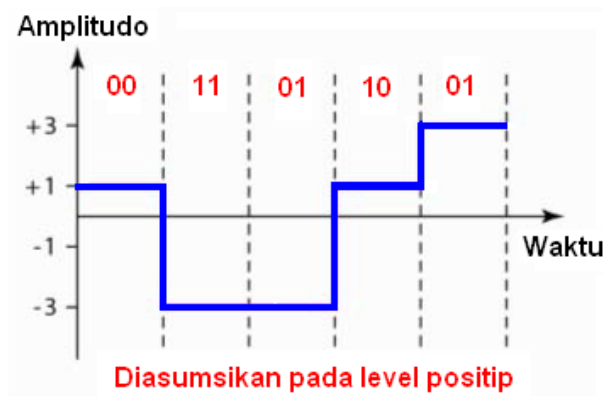 Amplitudo
00 11 01 10 01
+3
+1
-1
Waktu
-3
Diasumsikan pada level positip